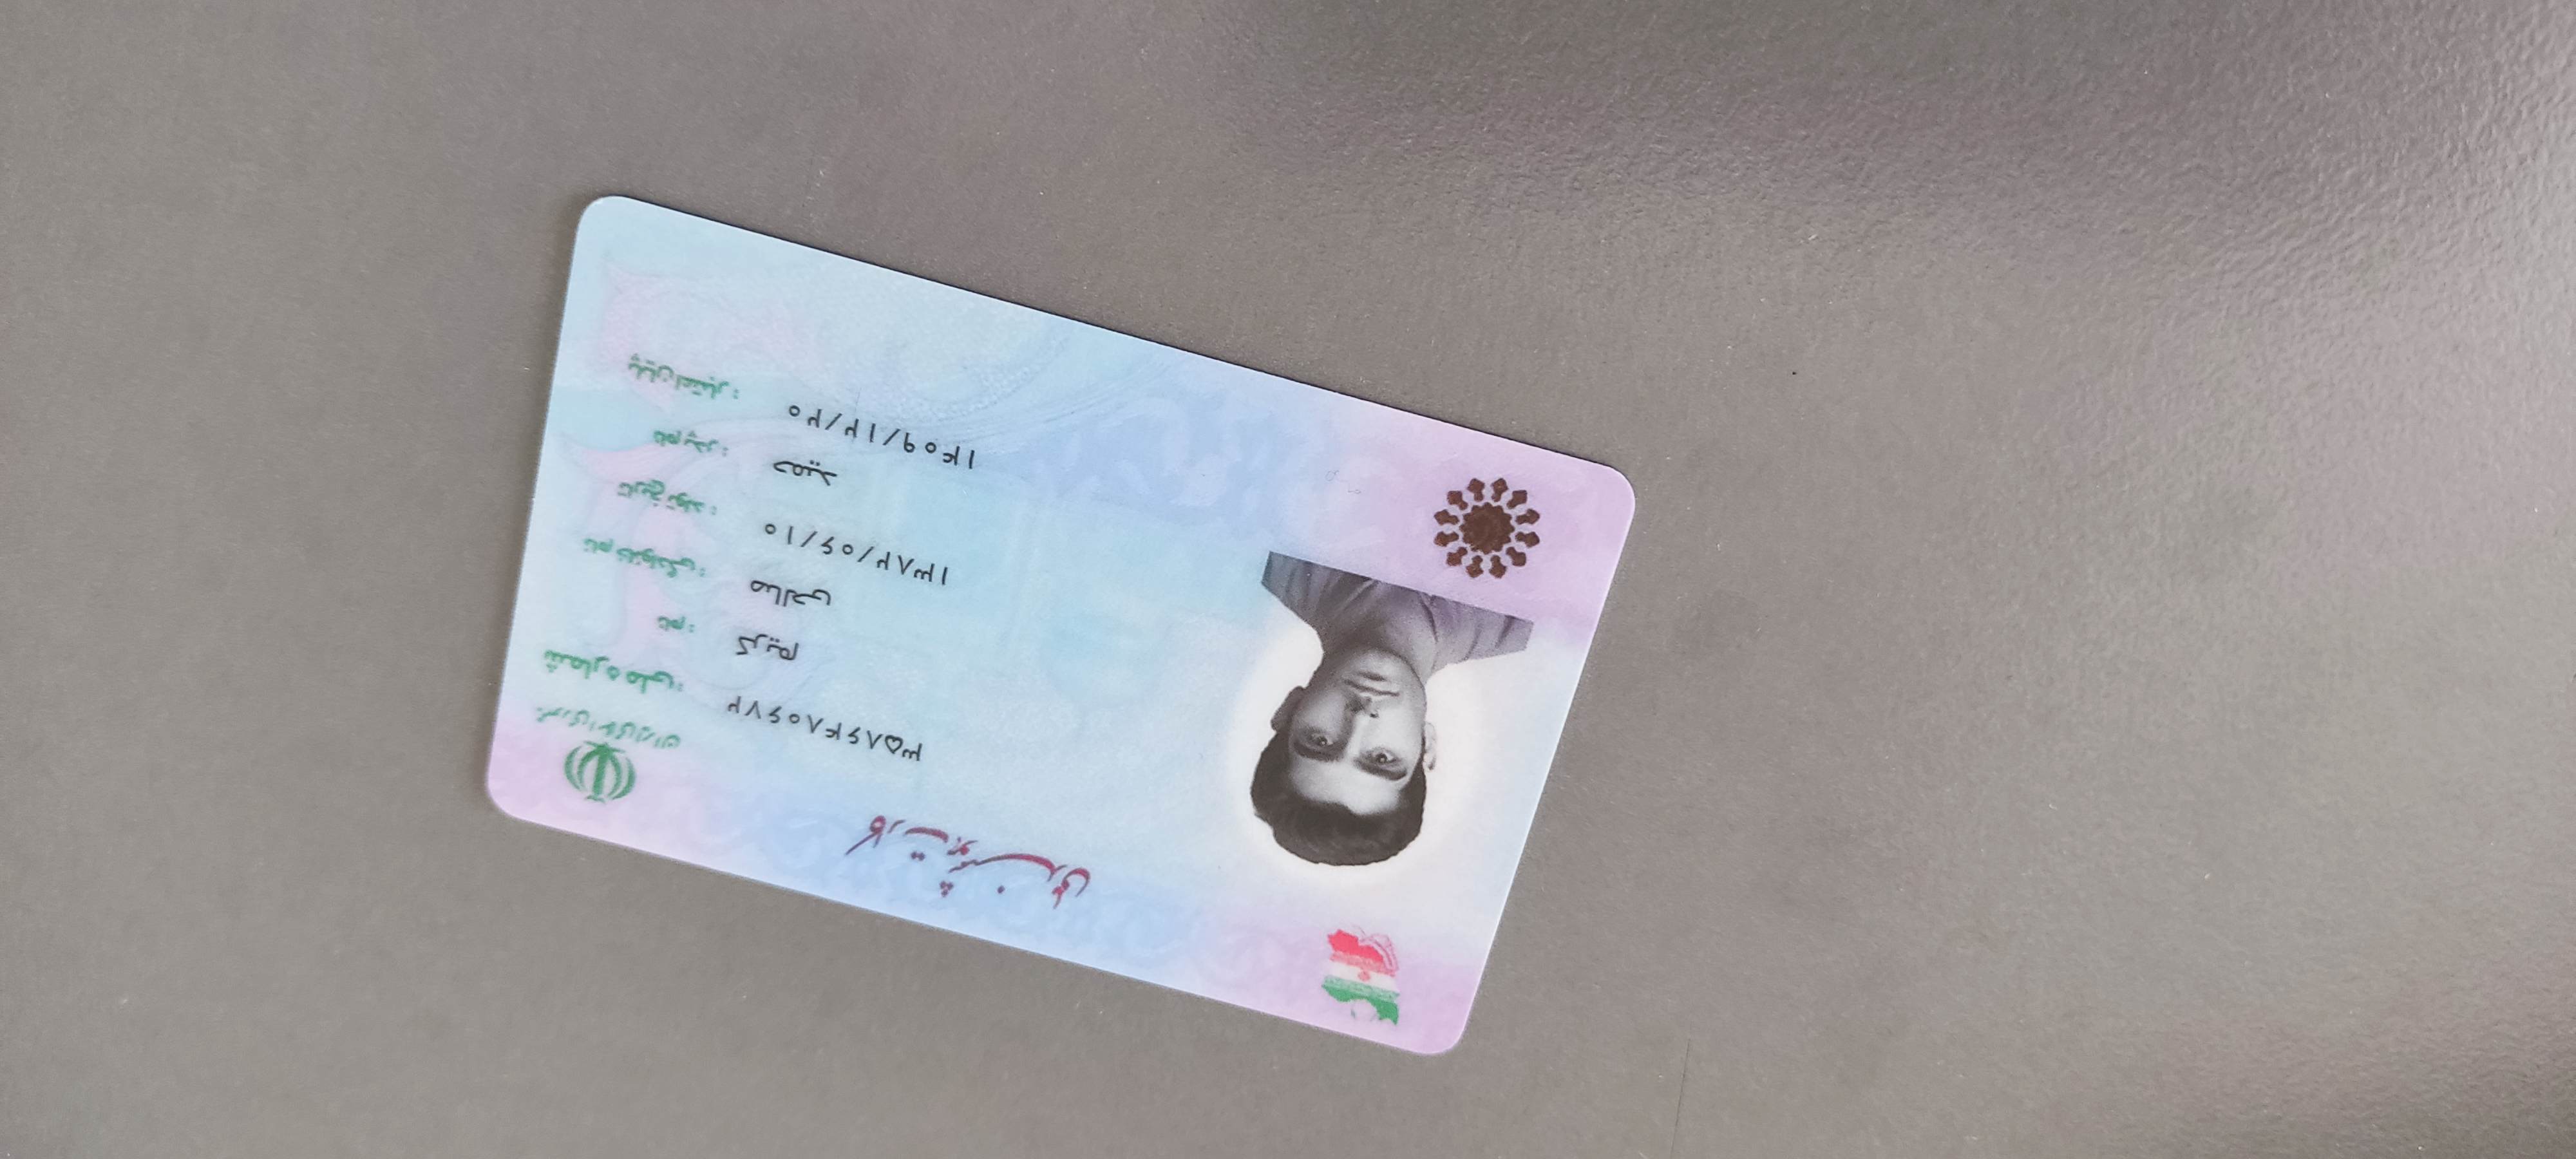 کارت هوشمند ملی
جمهوری اسلامی ایران
شماره ملی: ۳۵۸۶۴۸۰۶۷۲
نام: کریم
نام خانوادگی: صالحی
تاریخ تولد: ۱۳۸۲/۰۶/۱۰
نام پدر: حمید
پایان اعتبار: ۱۴۰۹/۱۲/۲۰